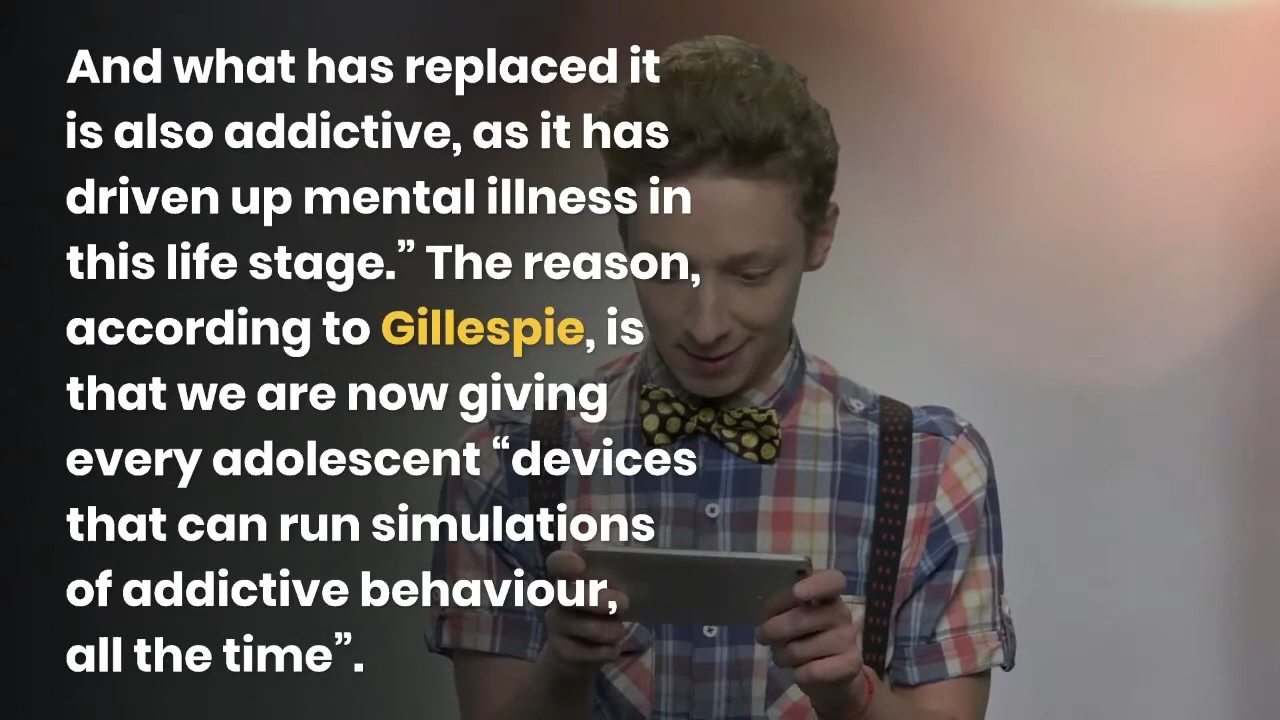 And what has replaced it
is also addictive, as it has
driven up mental illness in
this life stage.” The reason,
according to Gillespie, is
that we are now giving
every adolescent “devices
that can run simulations
of addictive behaviour,
all the time”.